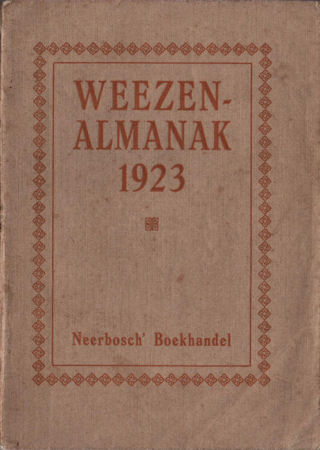 WEEZEN-
ALMANAK
1923
Neerbosch' Boekhandel